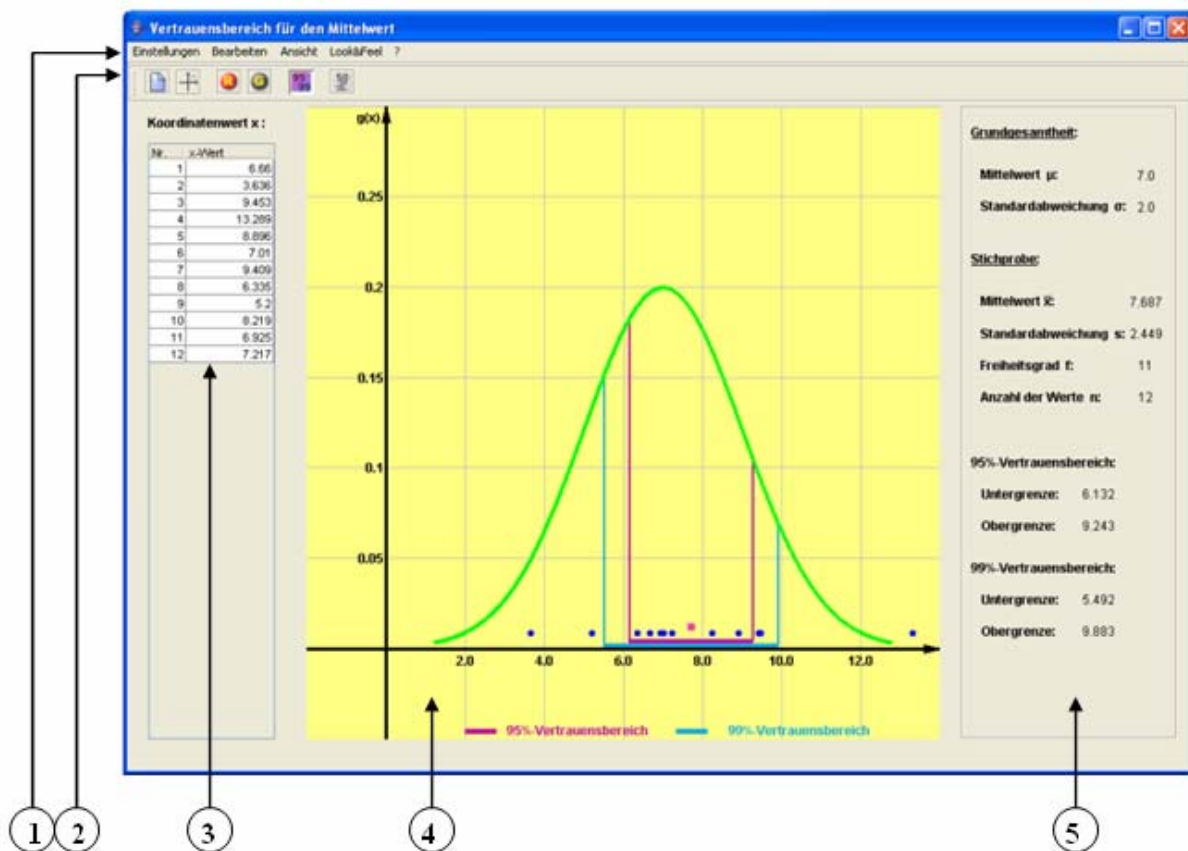 Vertrauensbereich für den Mittelwert
Einstellungen Bearbeiten Ansicht Look&Feel ?
Koordinatenwert x :
Nr. x-Wert
1 6.66
2 3.636
3 9.453
4 13.289
5 8.896
6 7.01
7 9.409
8 6.335
9 5.2
10 8.219
11 6.925
12 7.217
g(x)
0.25
0.2
0.15
0.1
0.05
2.0 4.0 6.0 8.0 10.0 12.0
95%-Vertrauensbereich 99%-Vertrauensbereich
Grundgesamtheit:
Mittelwert µ: 7.0
Standardabweichung σ: 2.0
Stichprobe:
Mittelwert x̄: 7.687
Standardabweichung s: 2.449
Freiheitsgrad f: 11
Anzahl der Werte n: 12
95%-Vertrauensbereich:
Untergrenze: 6.132
Obergrenze: 9.243
99%-Vertrauensbereich:
Untergrenze: 5.492
Obergrenze: 9.883
1 2 3 4 5